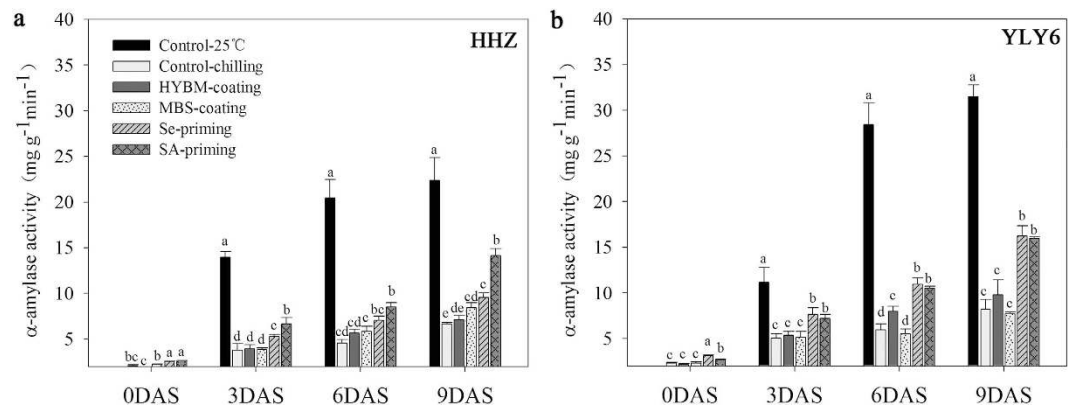 a
HHZ
α-amylase activity (mg g⁻¹min⁻¹)
40
35
30
25
20
15
10
5
Control-25℃
Control-chilling
HYBM-coating
MBS-coating
Se-priming
SA-priming
bc c b a a
a d d d c b
a cd cd c bc b
a e de cd c b
0DAS 3DAS 6DAS 9DAS
b
YLY6
α-amylase activity (mg g⁻¹min⁻¹)
40
35
30
25
20
15
10
5
c c c a b
a c c c b b
a d c d b b
a c c c b b
0DAS 3DAS 6DAS 9DAS